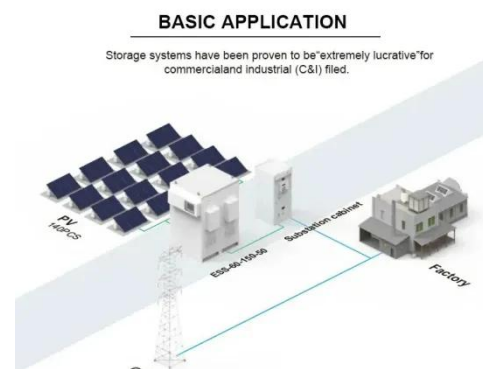 BASIC APPLICATION
Storage systems have been proven to be“extremely lucrative”for
commercialand industrial (C&I) filed.
PV
140PCS
ESS-60-150-50
Substation cabinet
Factory